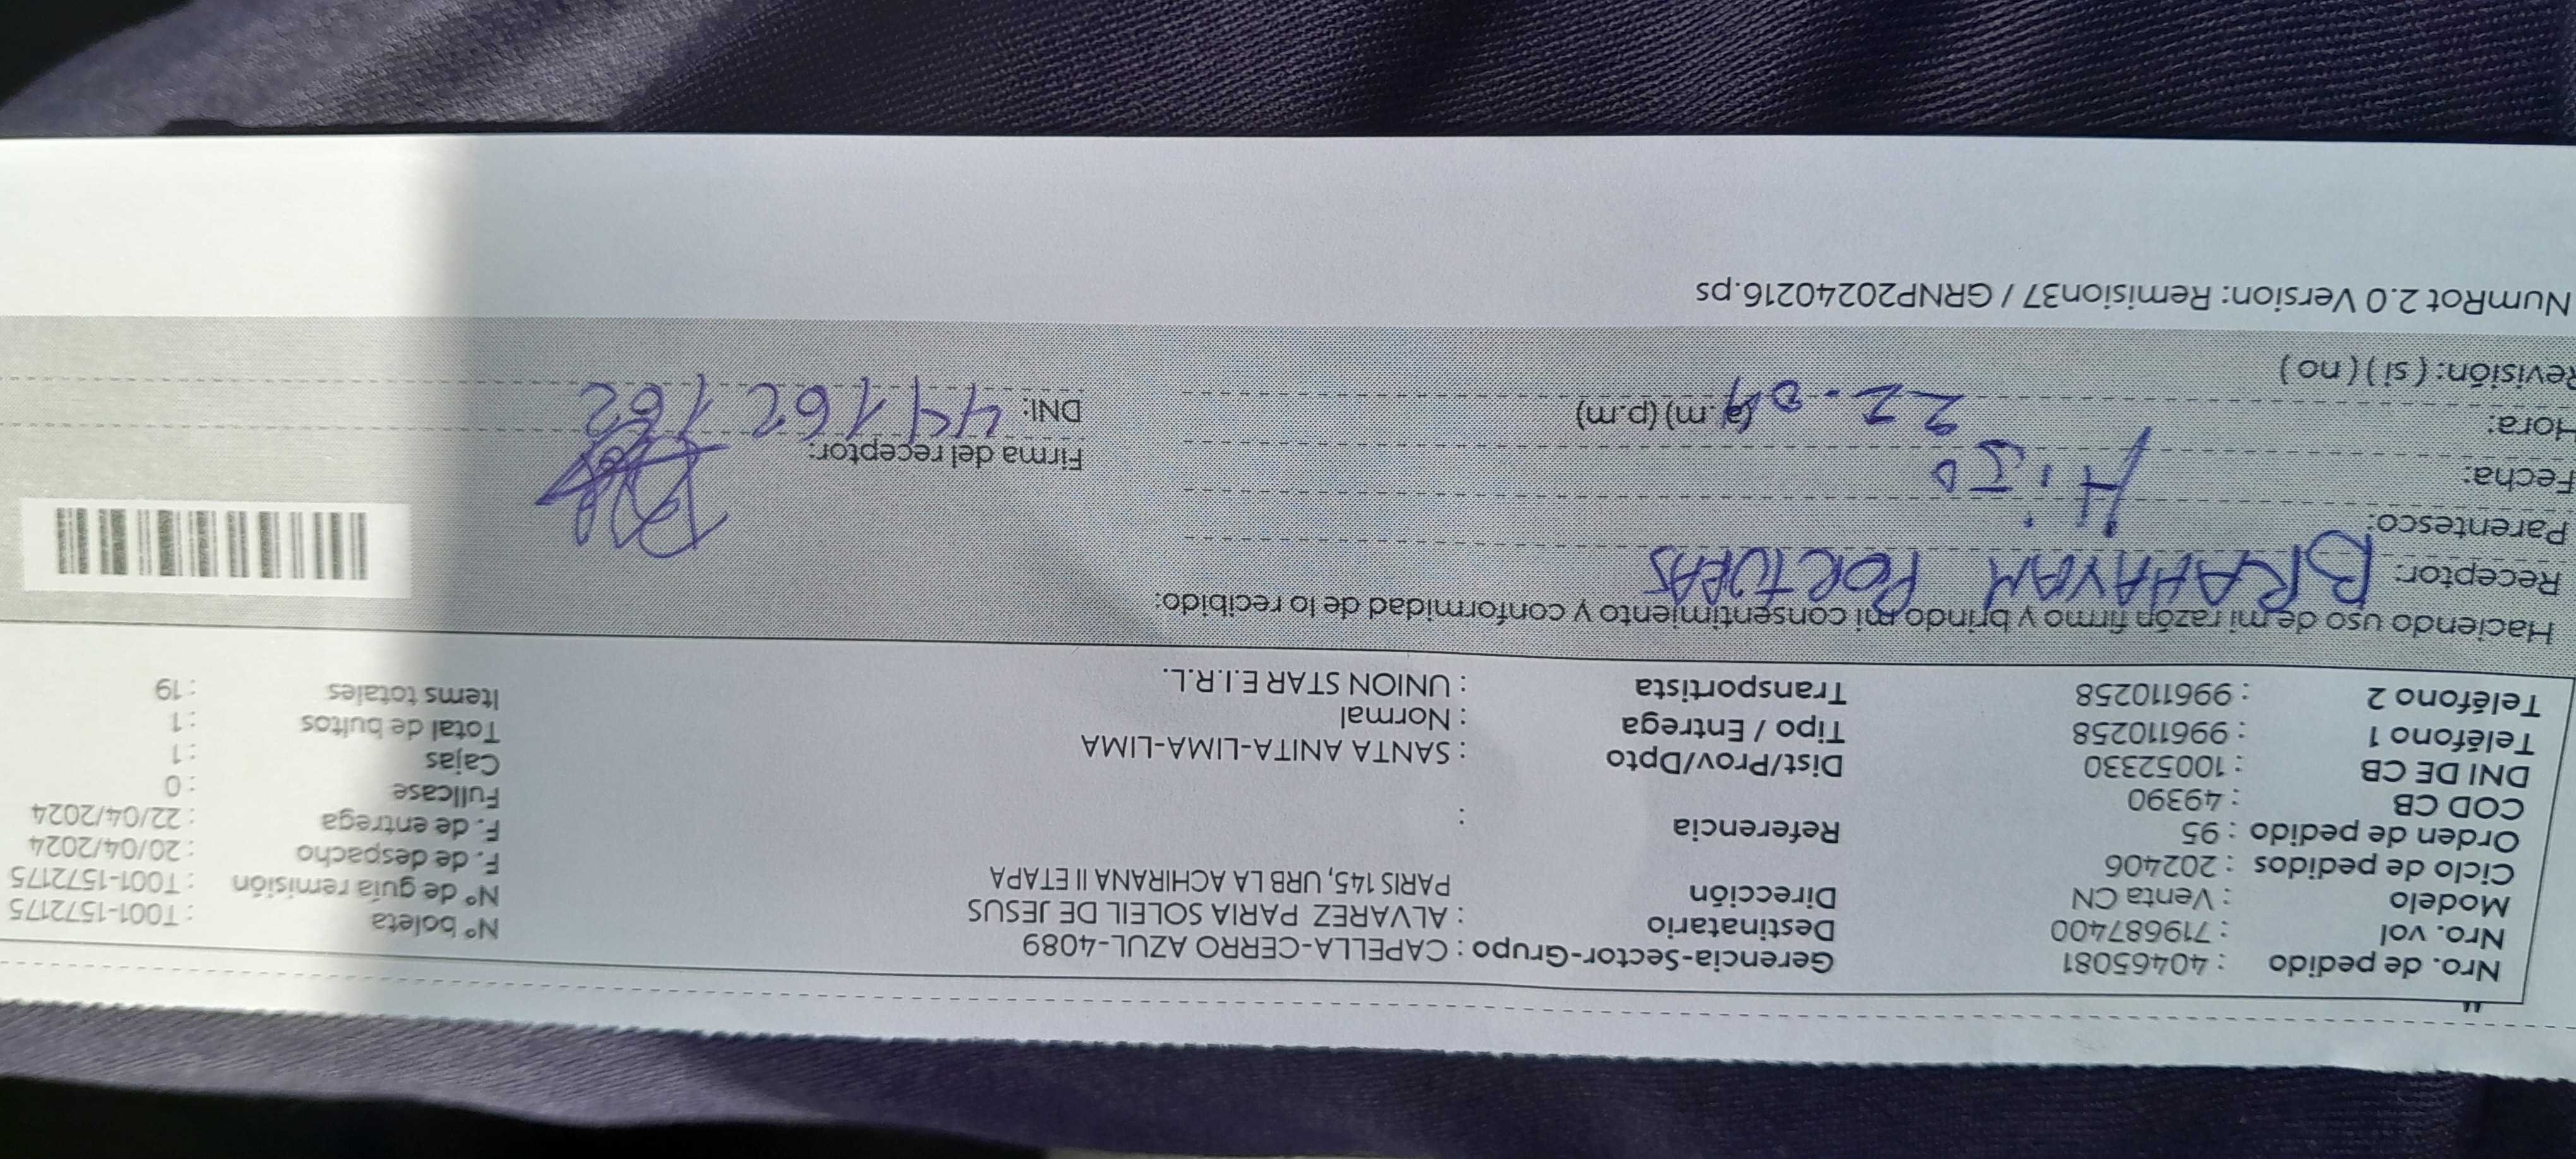 Nro. de pedido : 40465081 Gerencia-Sector-Grupo : CAPELLA-CERRO AZUL-4089 N° boleta : T001-1572175
Nro. vol : 719687400 Destinatario : ALVAREZ PARIA SOLEIL DE JESUS N° de guía remisión : T001-1572175
Modelo : Venta CN Dirección PARIS 145, URB LA ACHIRANA II ETAPA F. de despacho : 20/04/2024
Ciclo de pedidos : 202406 F. de entrega : 22/04/2024
Orden de pedido : 95 Referencia : Fullcase : 0
COD CB : 49390 Cajas : 1
DNI DE CB : 10052330 Dist/Prov/Dpto : SANTA ANITA-LIMA-LIMA Total de bultos : 1
Teléfono 1 : 996110258 Tipo / Entrega : Normal Items totales : 19
Teléfono 2 : 996110258 Transportista : UNION STAR E.I.R.L.
Haciendo uso de mi razón firmo y brindo mi consentimiento y conformidad de lo recibido:
Receptor: BRAHAYAM PORTURAS
Parentesco: HiJo
Fecha: 22-04 Firma del receptor:
Hora: (a.m) (p.m) DNI: 44162162
Revisión: ( si ) ( no )
NumRot 2.0 Version: Remision37 / GRNP20240216.ps